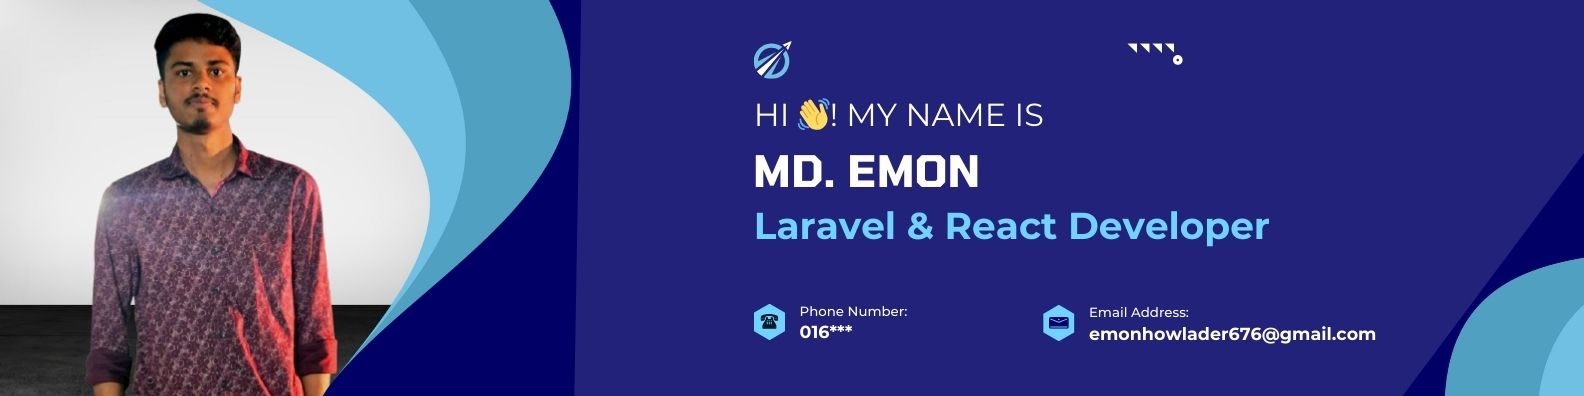 HI 👋! MY NAME IS
MD. EMON
Laravel & React Developer
Phone Number:
016***
Email Address:
emonhowlader676@gmail.com